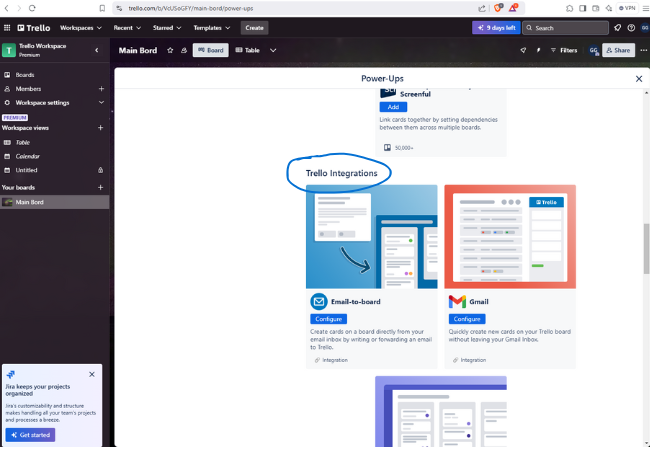 trello.com/b/VcUSoGFY/main-bord/power-ups
VPN
Trello
Workspaces
Recent
Starred
Templates
Create
9 days left
Search
GG
Trello Workspace
Premium
Main Bord
Board
Table
GG
Filters
Share
Boards
Members
Workspace settings
PREMIUM
Workspace views
Table
Calendar
Untitled
Your boards
Main Bord
Power-Ups
Screenful
Add
Link cards together by setting dependencies
between them across multiple boards.
50,000+
Trello Integrations
Trello
Email-to-board
Configure
Create cards on a board directly from your
email inbox by writing or forwarding an email
to Trello.
Integration
Gmail
Configure
Quickly create new cards on your Trello board
without leaving your Gmail Inbox.
Integration
Jira keeps your projects
organized
Jira's customizability and structure
makes handling all your team's projects
and processes a breeze.
Get started